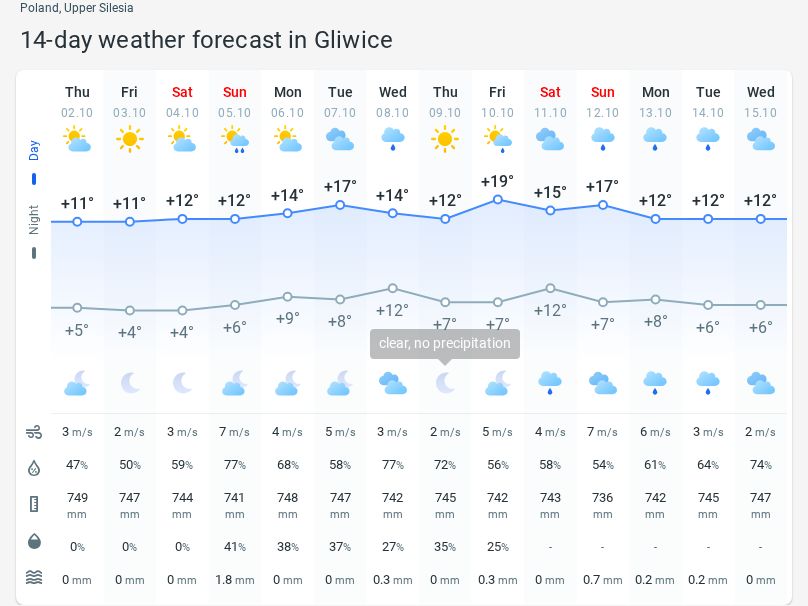 Poland, Upper Silesia
14-day weather forecast in Gliwice
Thu Fri Sat Sun Mon Tue Wed Thu Fri Sat Sun Mon Tue Wed
02.10 03.10 04.10 05.10 06.10 07.10 08.10 09.10 10.10 11.10 12.10 13.10 14.10 15.10
Day
+11° +11° +12° +12° +14° +17° +14° +12° +19° +15° +17° +12° +12° +12°
Night
+5° +4° +4° +6° +9° +8° +12° +7° +7° +12° +7° +8° +6° +6°
clear, no precipitation
3 m/s 2 m/s 3 m/s 7 m/s 4 m/s 5 m/s 3 m/s 2 m/s 5 m/s 4 m/s 7 m/s 6 m/s 3 m/s 2 m/s
47% 50% 59% 77% 68% 58% 77% 72% 56% 58% 54% 61% 64% 74%
749 747 744 741 748 747 742 745 742 743 736 742 745 747
mm mm mm mm mm mm mm mm mm mm mm mm mm mm
0% 0% 0% 41% 38% 37% 27% 35% 25% - - - - -
0 mm 0 mm 0 mm 1.8 mm 0 mm 0 mm 0.3 mm 0 mm 0.3 mm 0 mm 0.7 mm 0.2 mm 0.2 mm 0 mm